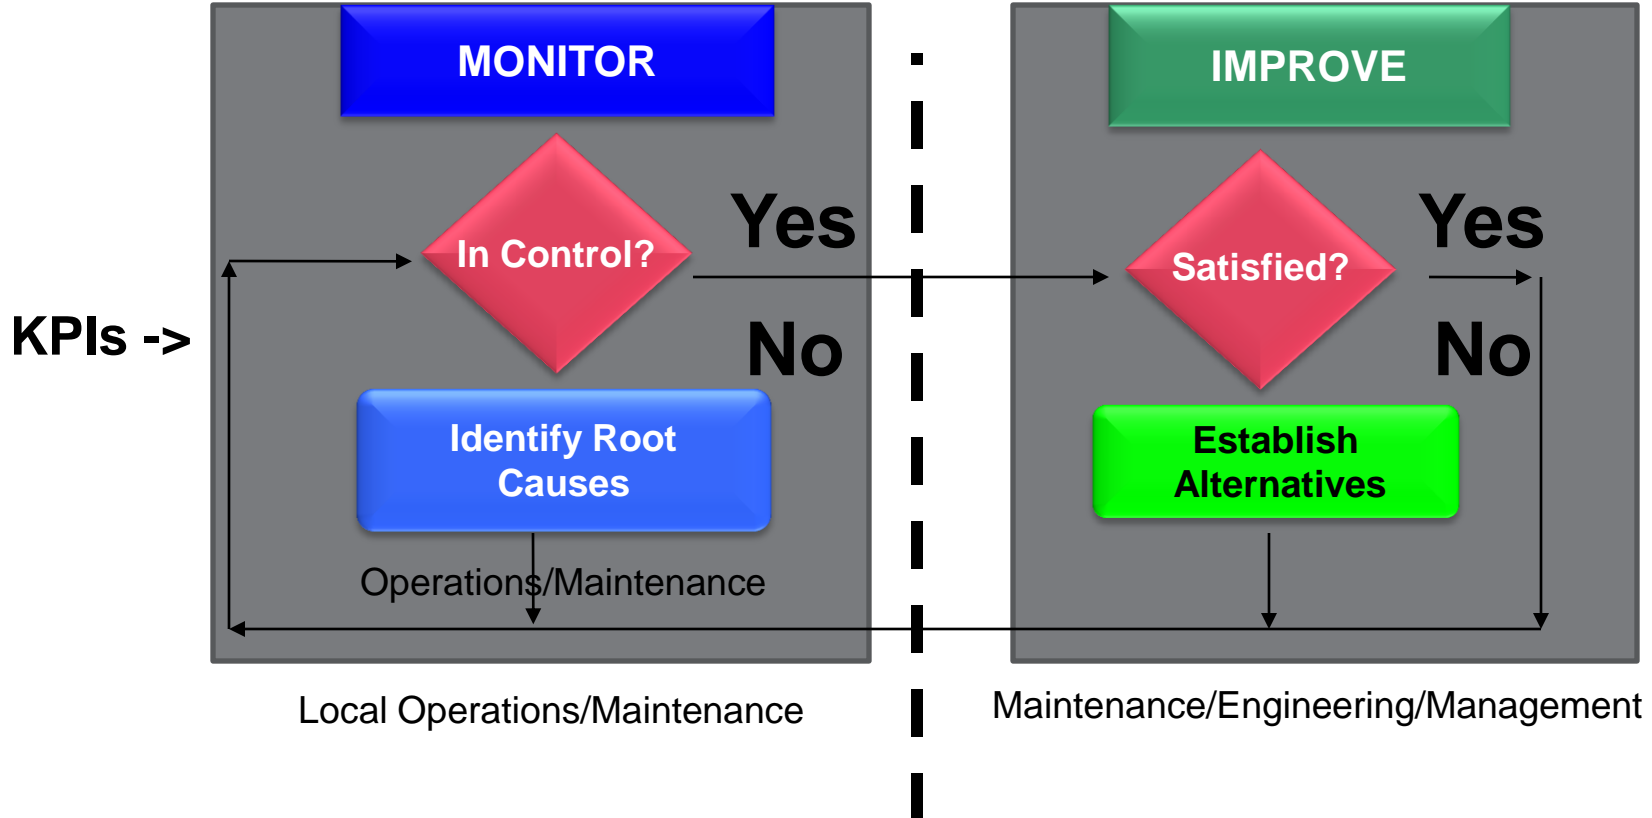 MONITOR
IMPROVE
Yes
Yes
In Control?
Satisfied?
KPIs ->
No
No
Identify Root
Causes
Establish
Alternatives
Operations/Maintenance
Local Operations/Maintenance
Maintenance/Engineering/Management